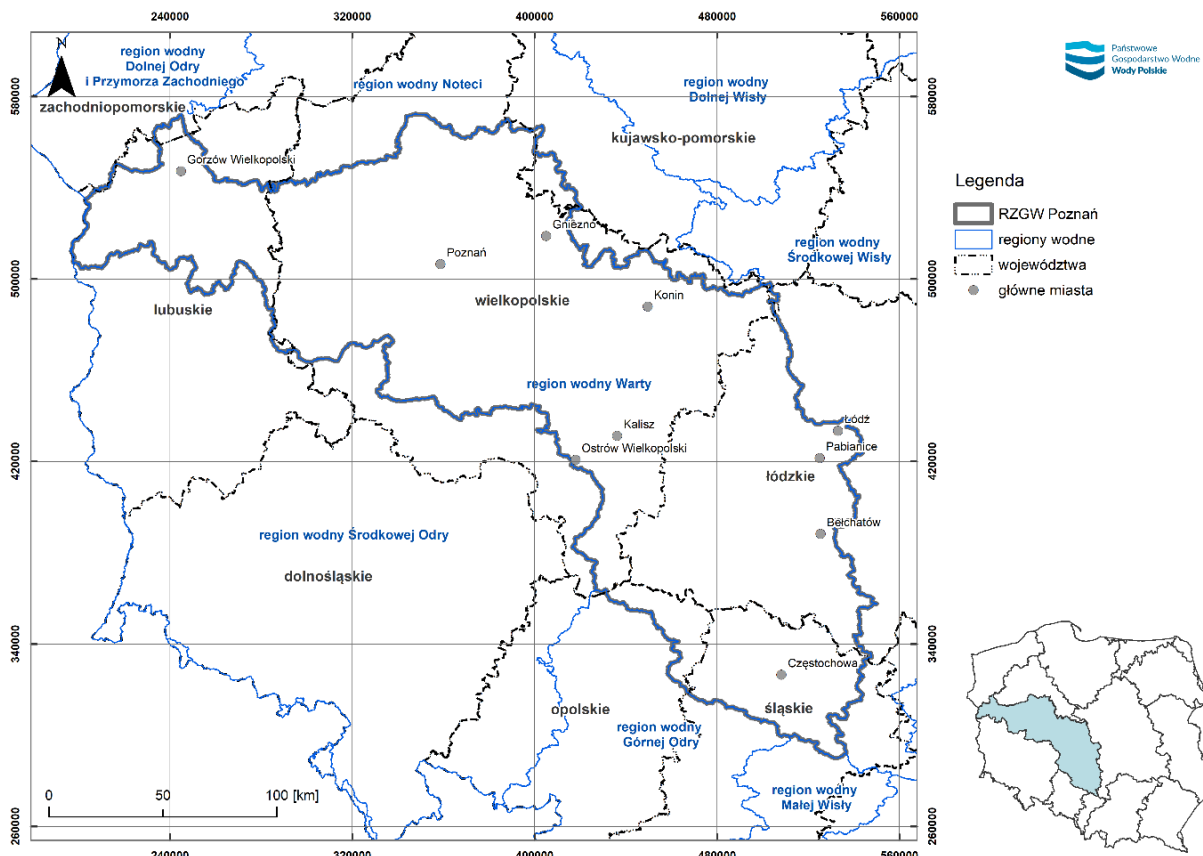 240000
320000
400000
480000
560000
N
region wodny
Dolnej Odry
i Przymorza Zachodniego
region wodny Noteci
region wodny
Dolnej Wisły
580000
580000
zachodniopomorskie
kujawsko-pomorskie
Gorzów Wielkopolski
Gniezno
Poznań
region wodny
Środkowej Wisły
500000
500000
wielkopolskie
Konin
lubuskie
region wodny Warty
Kalisz
Łódź
Ostrów Wielkopolski
Pabianice
420000
420000
łódzkie
region wodny Środkowej Odry
Bełchatów
dolnośląskie
340000
340000
Częstochowa
opolskie
śląskie
region wodny
Górnej Odry
region wodny
Małej Wisły
0
50
100 [km]
260000
260000
240000
320000
400000
480000
560000
Państwowe
Gospodarstwo Wodne
Wody Polskie
Legenda
RZGW Poznań
regiony wodne
województwa
główne miasta